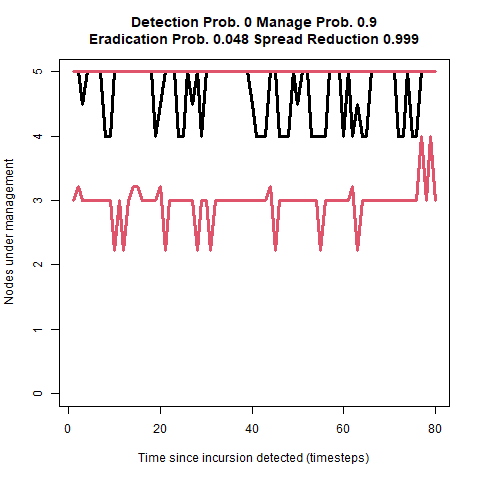 Detection Prob. 0 Manage Prob. 0.9
Eradication Prob. 0.048 Spread Reduction 0.999
Nodes under management
5
4
3
2
1
0
0
20
40
60
80
Time since incursion detected (timesteps)